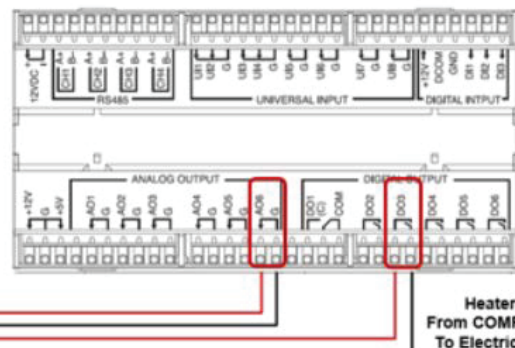 12VDC
A+ B- A+ B- A+ B- A+ B-
CH1 CH2 CH3 CH4
RS485
UI1 UI2 G UI3 UI4 G UI5 G UI6 G UI7 G UI8 G
UNIVERSAL INPUT
+12V DCOM GND DI1 DI2 DI3
DIGITAL INTPUT
ANALOG OUTPUT
DIGITAL OUTPUT
+12V G +5V AO1 G AO2 G AO3 G AO4 G AO5 G AO6 G DO1 (C) COM DO2 DO3 DO4 DO5 DO6
Heater
From COMF
To Electric